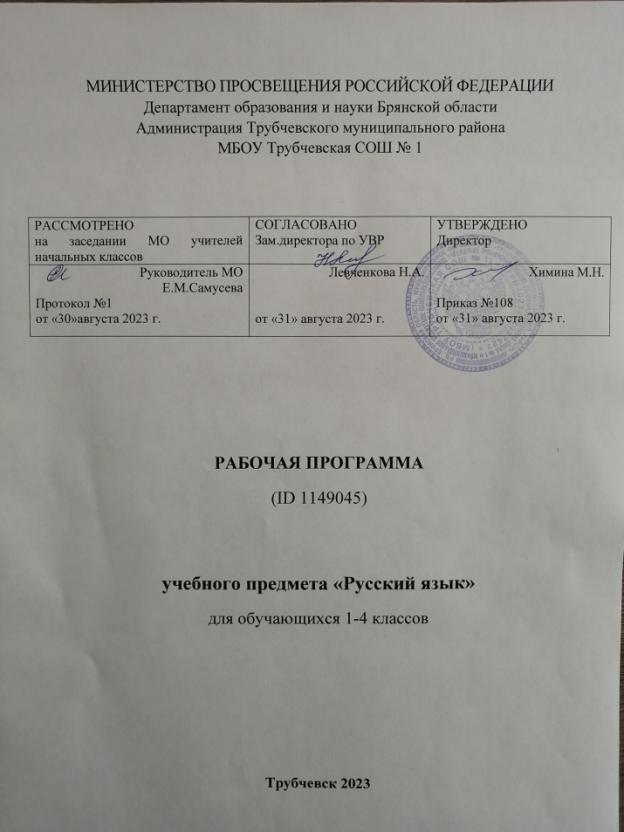 МИНИСТЕРСТВО ПРОСВЕЩЕНИЯ РОССИЙСКОЙ ФЕДЕРАЦИИ
Департамент образования и науки Брянской области
Администрация Трубчевского муниципального района
МБОУ Трубчевская СОШ № 1
РАССМОТРЕНО
на заседании МО учителей
начальных классов
Руководитель МО
Е.М.Самусева
Протокол №1
от «30»августа 2023 г.
СОГЛАСОВАНО
Зам.директора по УВР
Левченкова Н.А.
от «31» августа 2023 г.
УТВЕРЖДЕНО
Директор
Химина М.Н.
Приказ №108
от «31» августа 2023 г.
РАБОЧАЯ ПРОГРАММА
(ID 1149045)
учебного предмета «Русский язык»
для обучающихся 1-4 классов
Трубчевск 2023